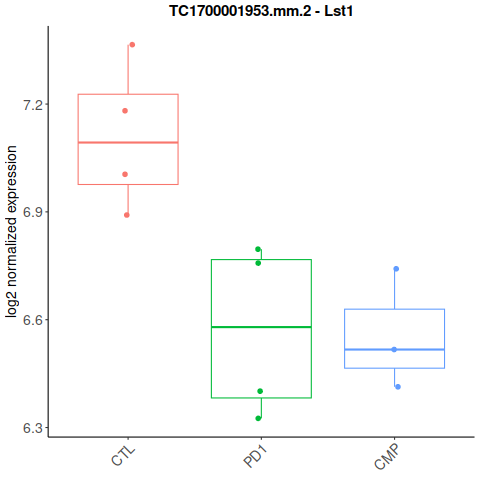 TC1700001953.mm.2 - Lst1
log2 normalized expression
7.2
6.9
6.6
6.3
CTL
PD1
CMP